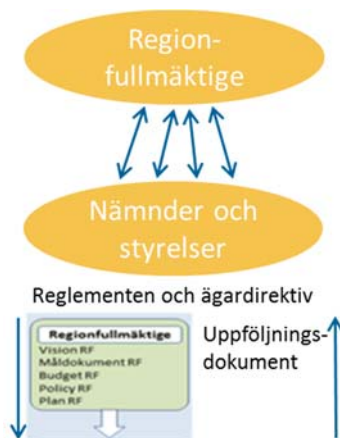 Region-
fullmäktige
Nämnder och
styrelser
Reglementen och ägardirektiv
Regionfullmäktige
Vision RF
Måldokument RF
Budget RF
Policy RF
Plan RF
Uppföljnings-
dokument